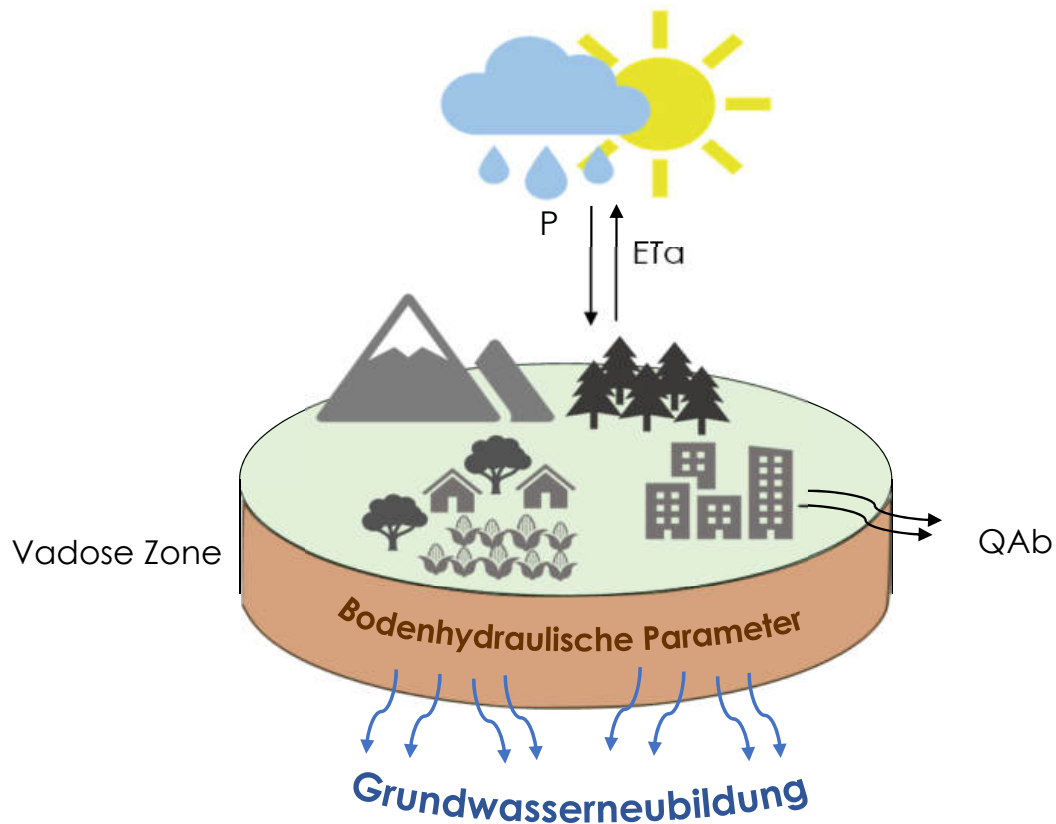 P
ETa
Vadose Zone
QAb
Bodenhydraulische Parameter
Grundwasserneubildung